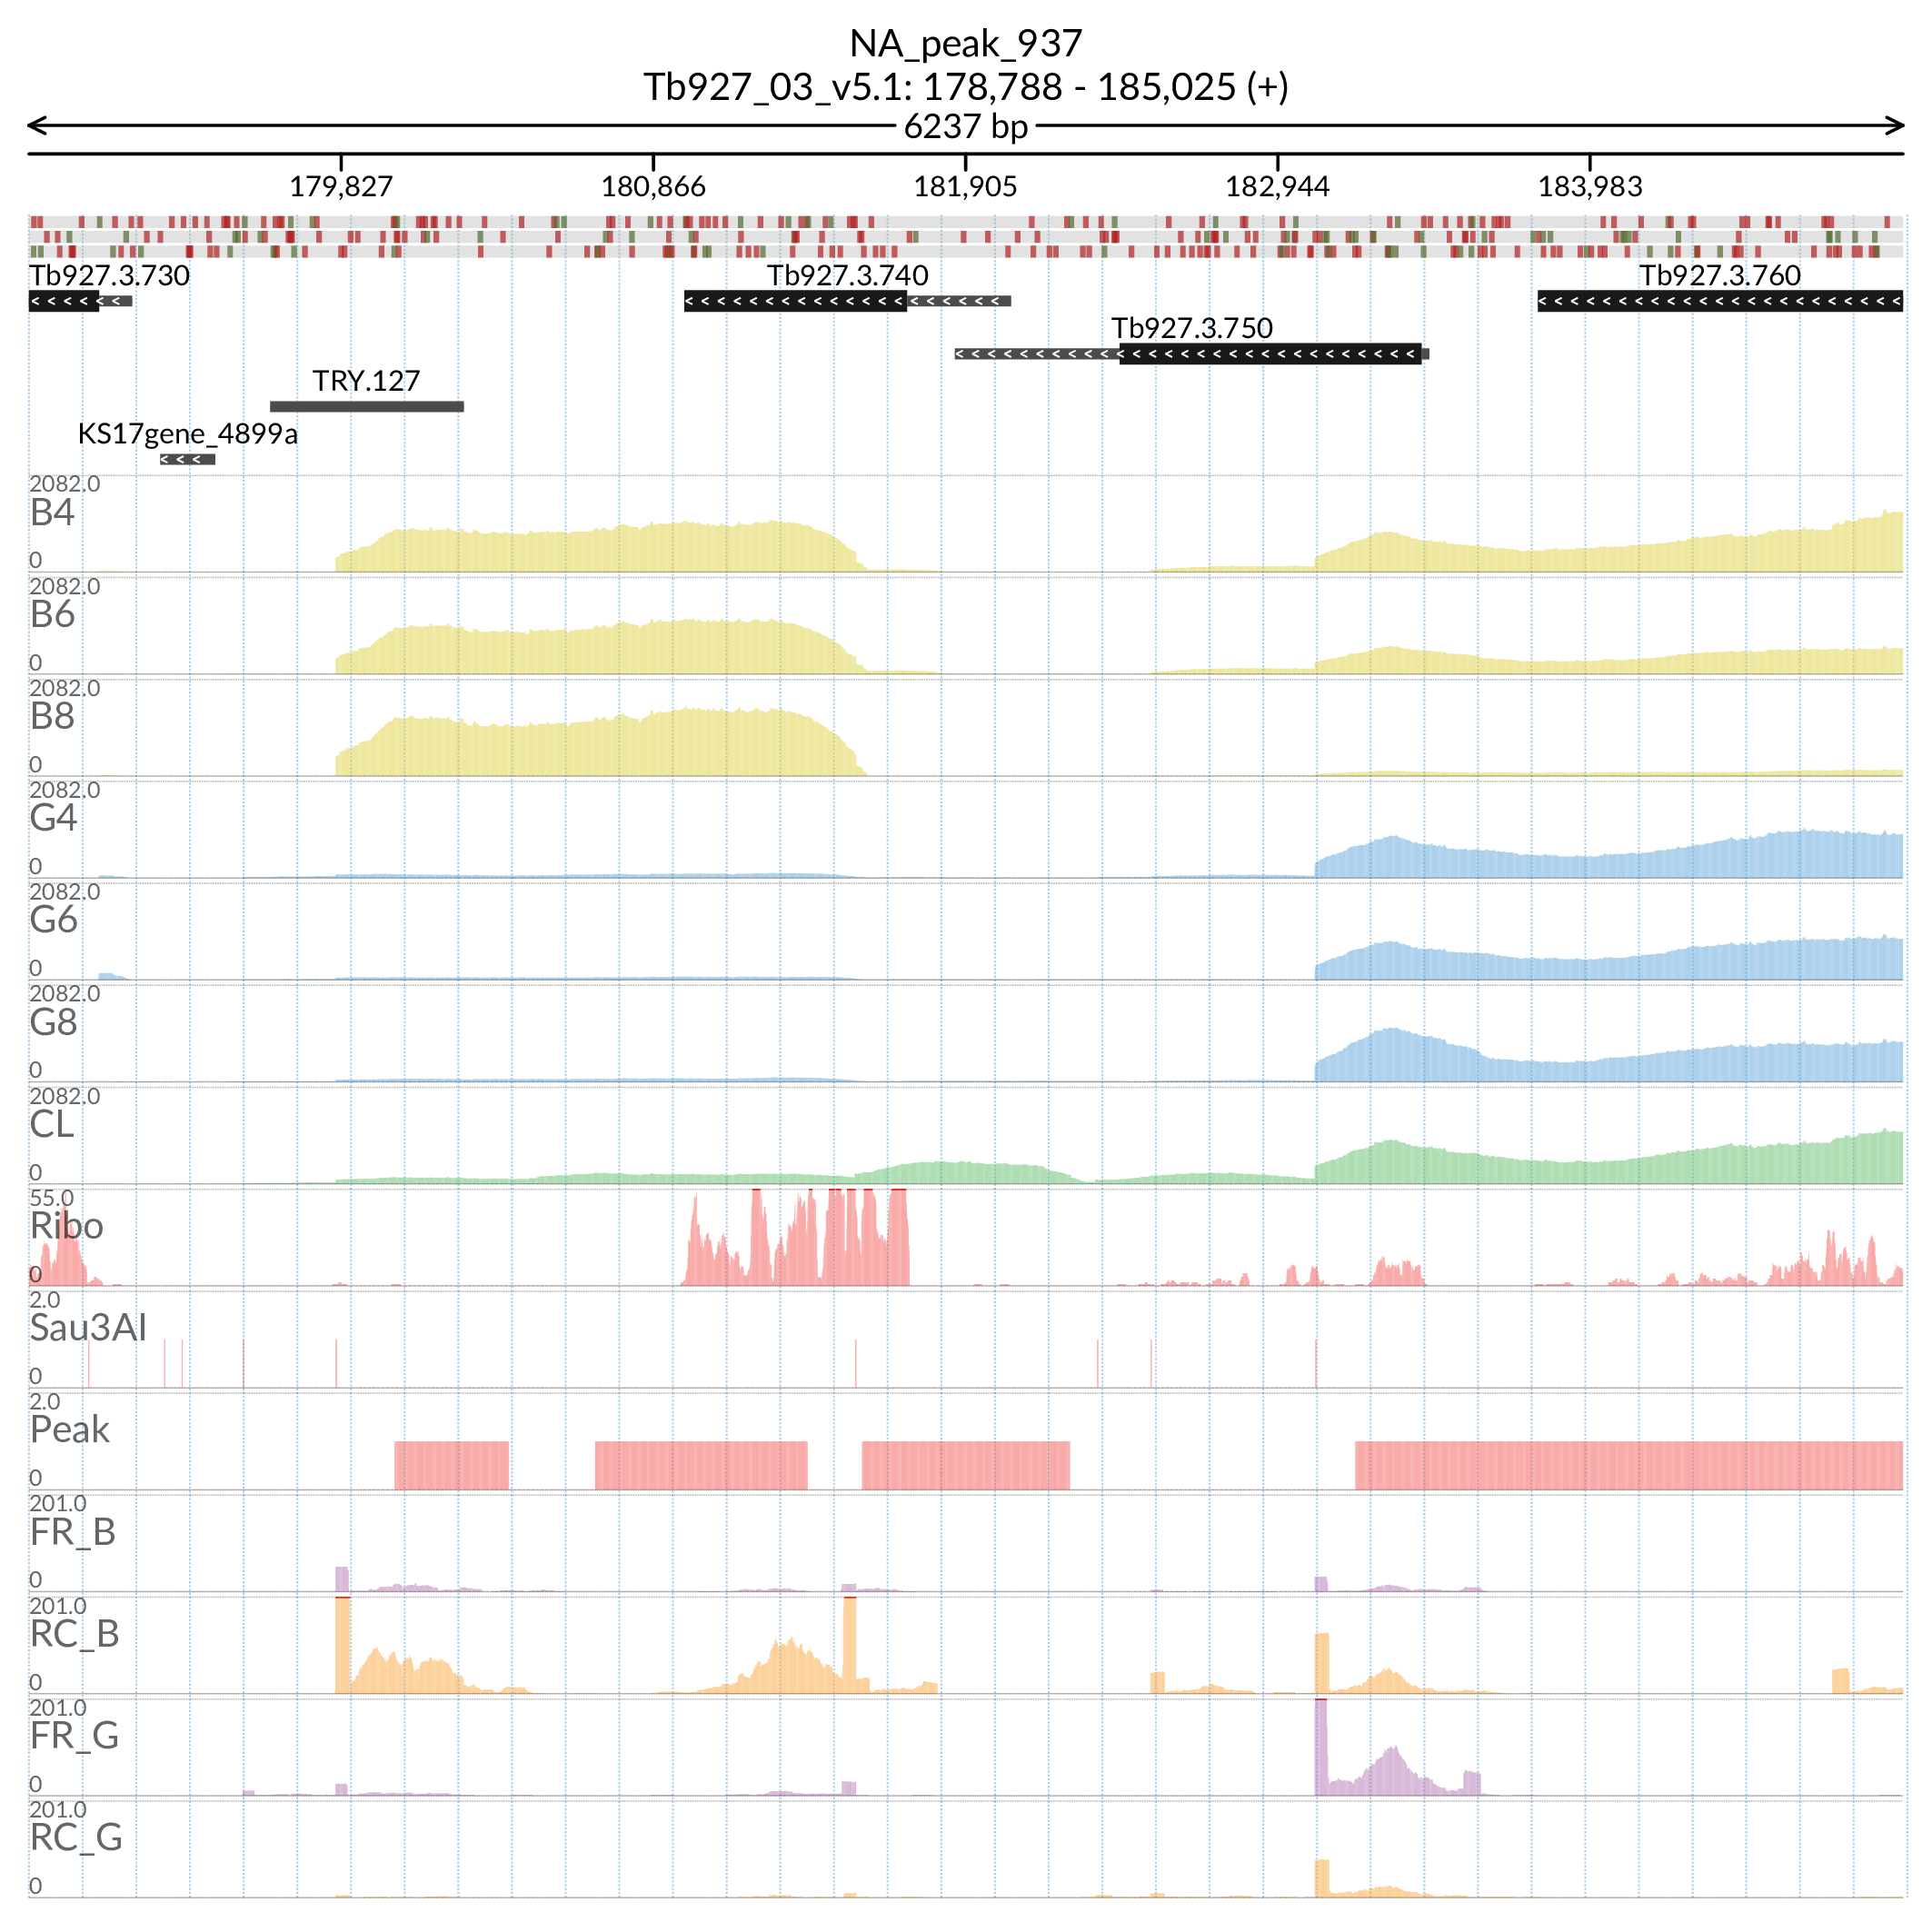 NA_peak_937
Tb927_03_v5.1: 178,788 - 185,025 (+)
6237 bp
179,827 180,866 181,905 182,944 183,983
Tb927.3.730 Tb927.3.740 Tb927.3.760
Tb927.3.750
TRY.127
KS17gene_4899a
2082.0
B4
0
2082.0
B6
0
2082.0
B8
0
2082.0
G4
0
2082.0
G6
0
2082.0
G8
0
2082.0
CL
0
55.0
Ribo
0
2.0
Sau3AI
0
2.0
Peak
0
201.0
FR_B
0
201.0
RC_B
0
201.0
FR_G
0
201.0
RC_G
0